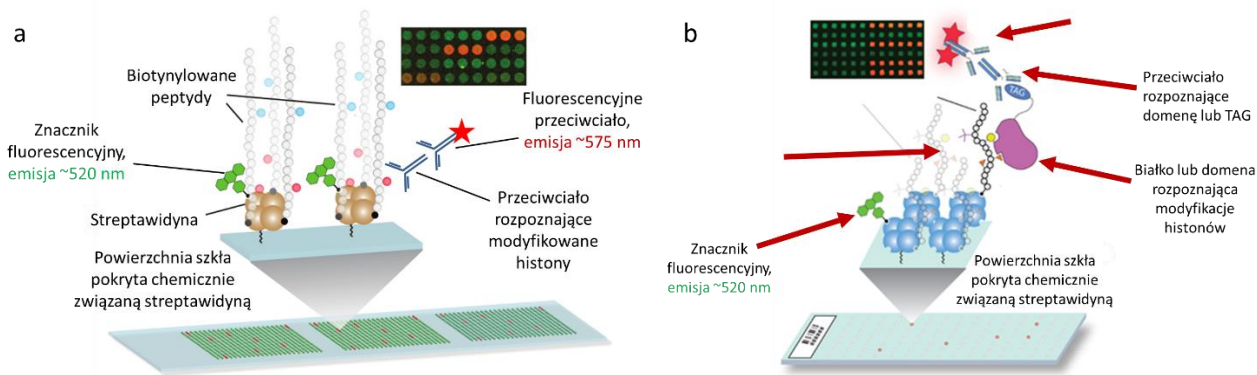 a
Biotynylowane
peptydy
Znacznik
fluorescencyjny,
emisja ~520 nm
Streptawidyna
Powierzchnia szkła
pokryta chemicznie
związaną streptawidyną
Fluorescencyjne
przeciwciało,
emisja ~575 nm
Przeciwciało
rozpoznające
modyfikowane
histony
b
TAG
Przeciwciało
rozpoznające
domenę lub TAG
Białko lub domena
rozpoznająca
modyfikacje
histonów
Znacznik
fluorescencyjny,
emisja ~520 nm
Powierzchnia szkła
pokryta chemicznie
związaną streptawidyną